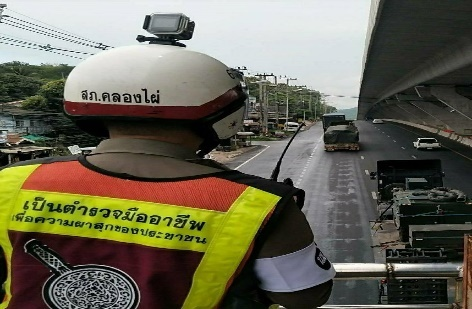 สภ.คลองไผ่
เป็นตำรวจมืออาชีพ
เพื่อความผาสุกของประชาชน